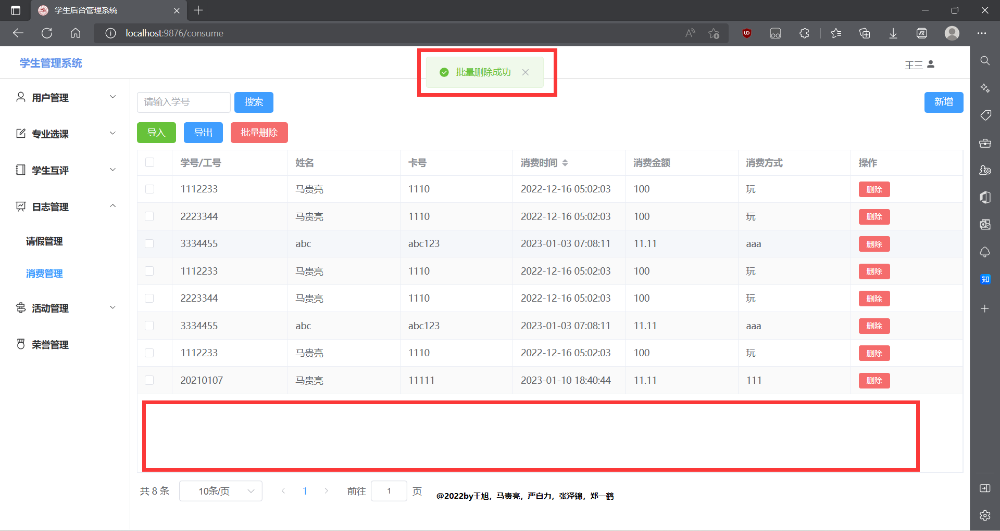 学生后台管理系统
localhost:9876/consume
学生管理系统
批量删除成功
王三
用户管理
专业选课
学生互评
日志管理
请假管理
消费管理
活动管理
荣誉管理
请输入学号 搜索 新增
导入 导出 批量删除
学号/工号 姓名 卡号 消费时间 消费金额 消费方式 操作
1112233 马贵亮 1110 2022-12-16 05:02:03 100 玩 删除
2223344 马贵亮 1110 2022-12-16 05:02:03 100 玩 删除
3334455 abc abc123 2023-01-03 07:08:11 11.11 aaa 删除
1112233 马贵亮 1110 2022-12-16 05:02:03 100 玩 删除
2223344 马贵亮 1110 2022-12-16 05:02:03 100 玩 删除
3334455 abc abc123 2023-01-03 07:08:11 11.11 aaa 删除
1112233 马贵亮 1110 2022-12-16 05:02:03 100 玩 删除
20210107 马贵亮 11111 2023-01-10 18:40:44 11.11 111 删除
共 8 条 10条/页 1 前往 1 页
@2022by王旭，马贵亮，严自力，张泽锦，郑一鹤
知